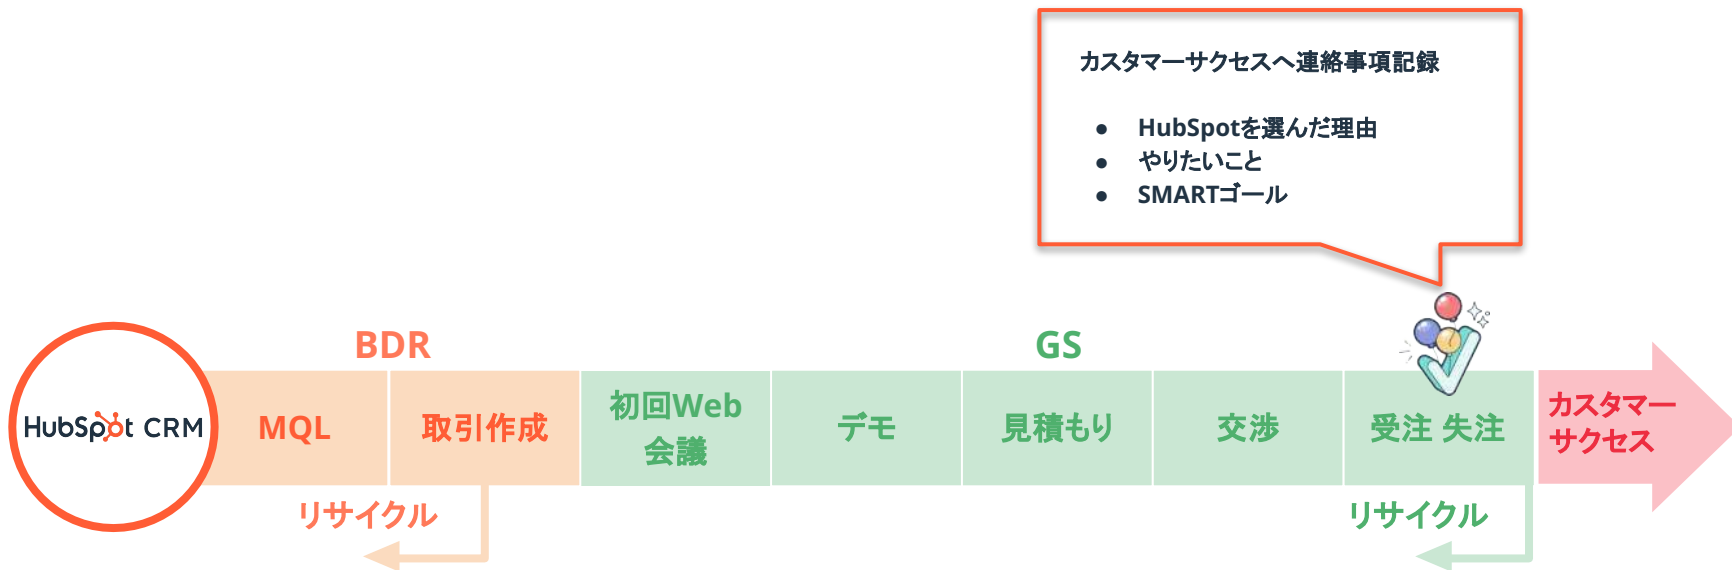 カスタマーサクセスへ連絡事項記録
● HubSpotを選んだ理由
● やりたいこと
● SMARTゴール
BDR
GS
HubSpot CRM
MQL
取引作成
初回Web
会議
デモ
見積もり
交渉
受注 失注
カスタマー
サクセス
リサイクル
リサイクル